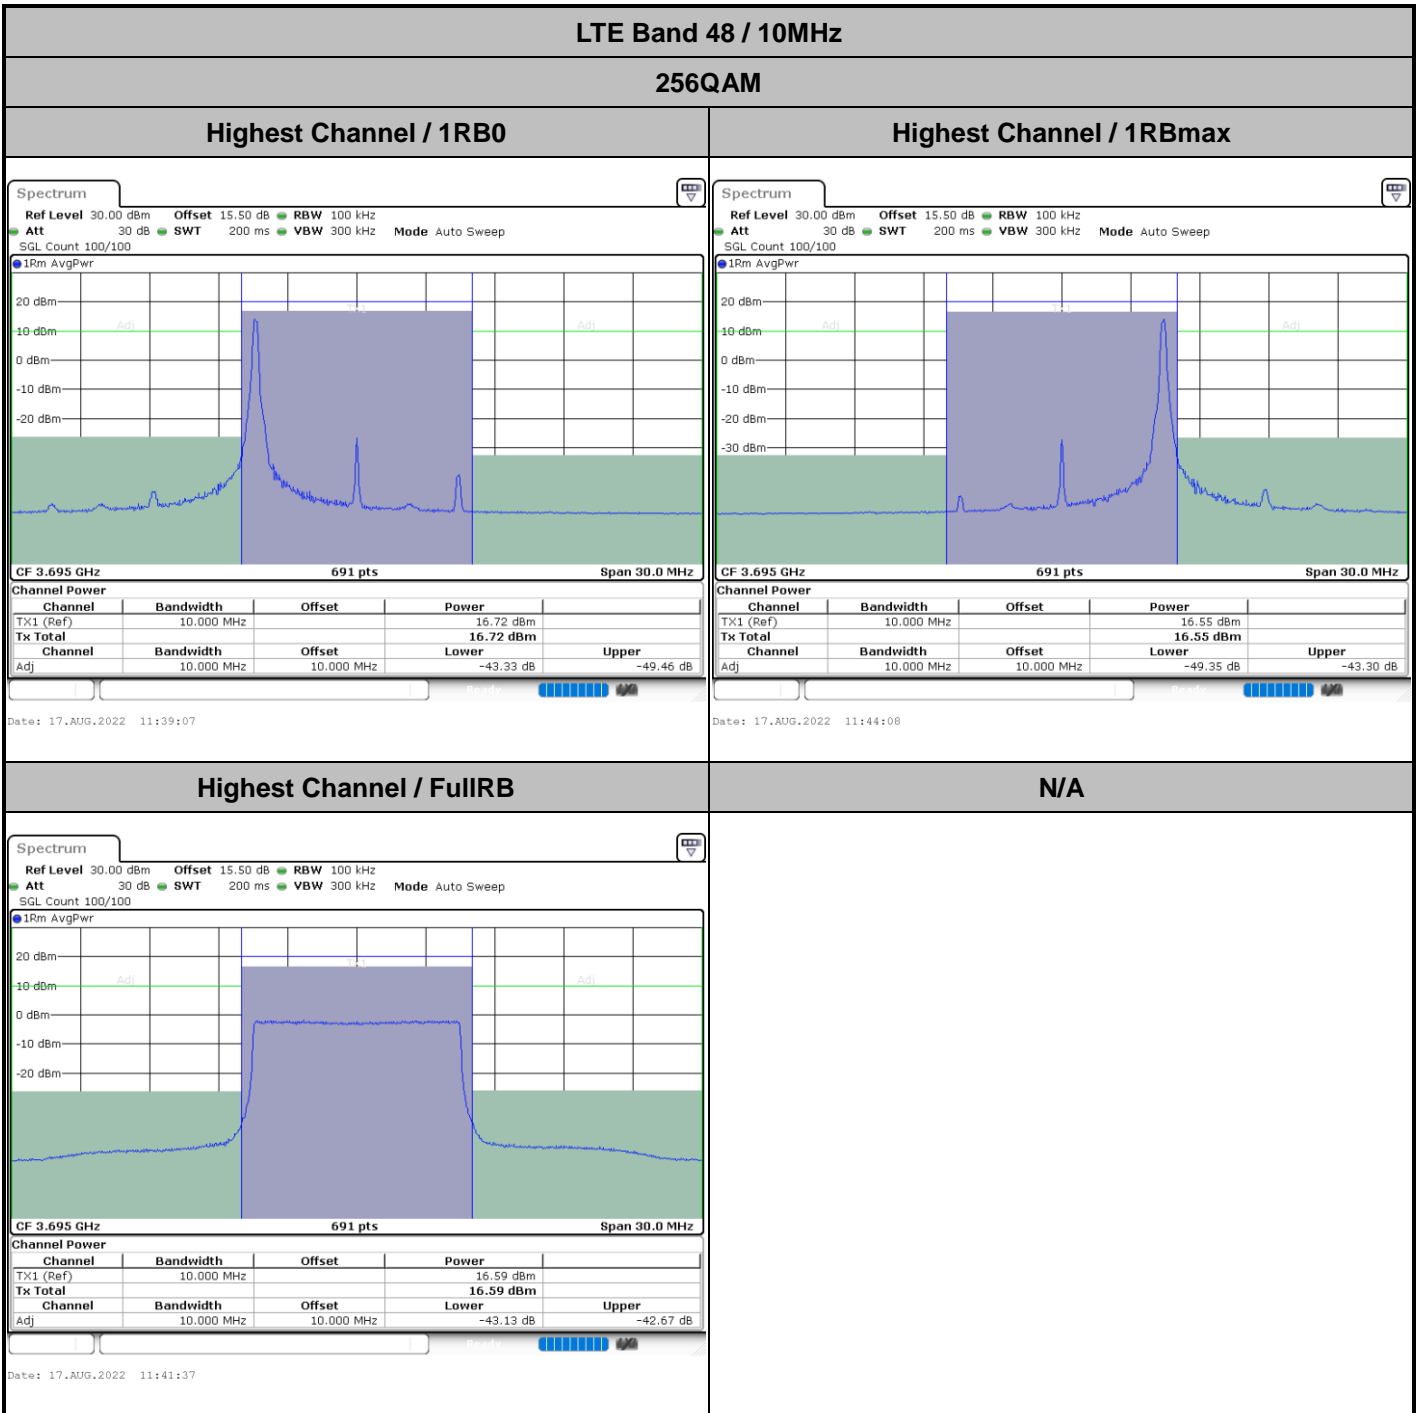 LTE Band 48 / 10MHz
256QAM
Highest Channel / 1RB0
Highest Channel / 1RBmax
Spectrum
Ref Level 30.00 dBm Offset 15.50 dB RBW 100 kHz
Att 30 dB SWT 200 ms VBW 300 kHz Mode Auto Sweep
SGL Count 100/100
1Rm AvgPwr
TX1
20 dBm
Adj
Adj
10 dBm
0 dBm
-10 dBm
-20 dBm
CF 3.695 GHz 691 pts Span 30.0 MHz
Channel Power
Channel Bandwidth Offset Power
TX1 (Ref) 10.000 MHz 16.72 dBm
Tx Total 16.72 dBm
Channel Bandwidth Offset Lower Upper
Adj 10.000 MHz 10.000 MHz -43.33 dB -49.46 dB
Ready
Date: 17.AUG.2022 11:39:07
Spectrum
Ref Level 30.00 dBm Offset 15.50 dB RBW 100 kHz
Att 30 dB SWT 200 ms VBW 300 kHz Mode Auto Sweep
SGL Count 100/100
1Rm AvgPwr
TX1
20 dBm
Adj
Adj
10 dBm
0 dBm
-10 dBm
-20 dBm
-30 dBm
CF 3.695 GHz 691 pts Span 30.0 MHz
Channel Power
Channel Bandwidth Offset Power
TX1 (Ref) 10.000 MHz 16.55 dBm
Tx Total 16.55 dBm
Channel Bandwidth Offset Lower Upper
Adj 10.000 MHz 10.000 MHz -49.35 dB -43.30 dB
Ready
Date: 17.AUG.2022 11:44:08
Highest Channel / FullRB
N/A
Spectrum
Ref Level 30.00 dBm Offset 15.50 dB RBW 100 kHz
Att 30 dB SWT 200 ms VBW 300 kHz Mode Auto Sweep
SGL Count 100/100
1Rm AvgPwr
TX1
20 dBm
Adj
Adj
10 dBm
0 dBm
-10 dBm
-20 dBm
CF 3.695 GHz 691 pts Span 30.0 MHz
Channel Power
Channel Bandwidth Offset Power
TX1 (Ref) 10.000 MHz 16.59 dBm
Tx Total 16.59 dBm
Channel Bandwidth Offset Lower Upper
Adj 10.000 MHz 10.000 MHz -43.13 dB -42.67 dB
Ready
Date: 17.AUG.2022 11:41:37